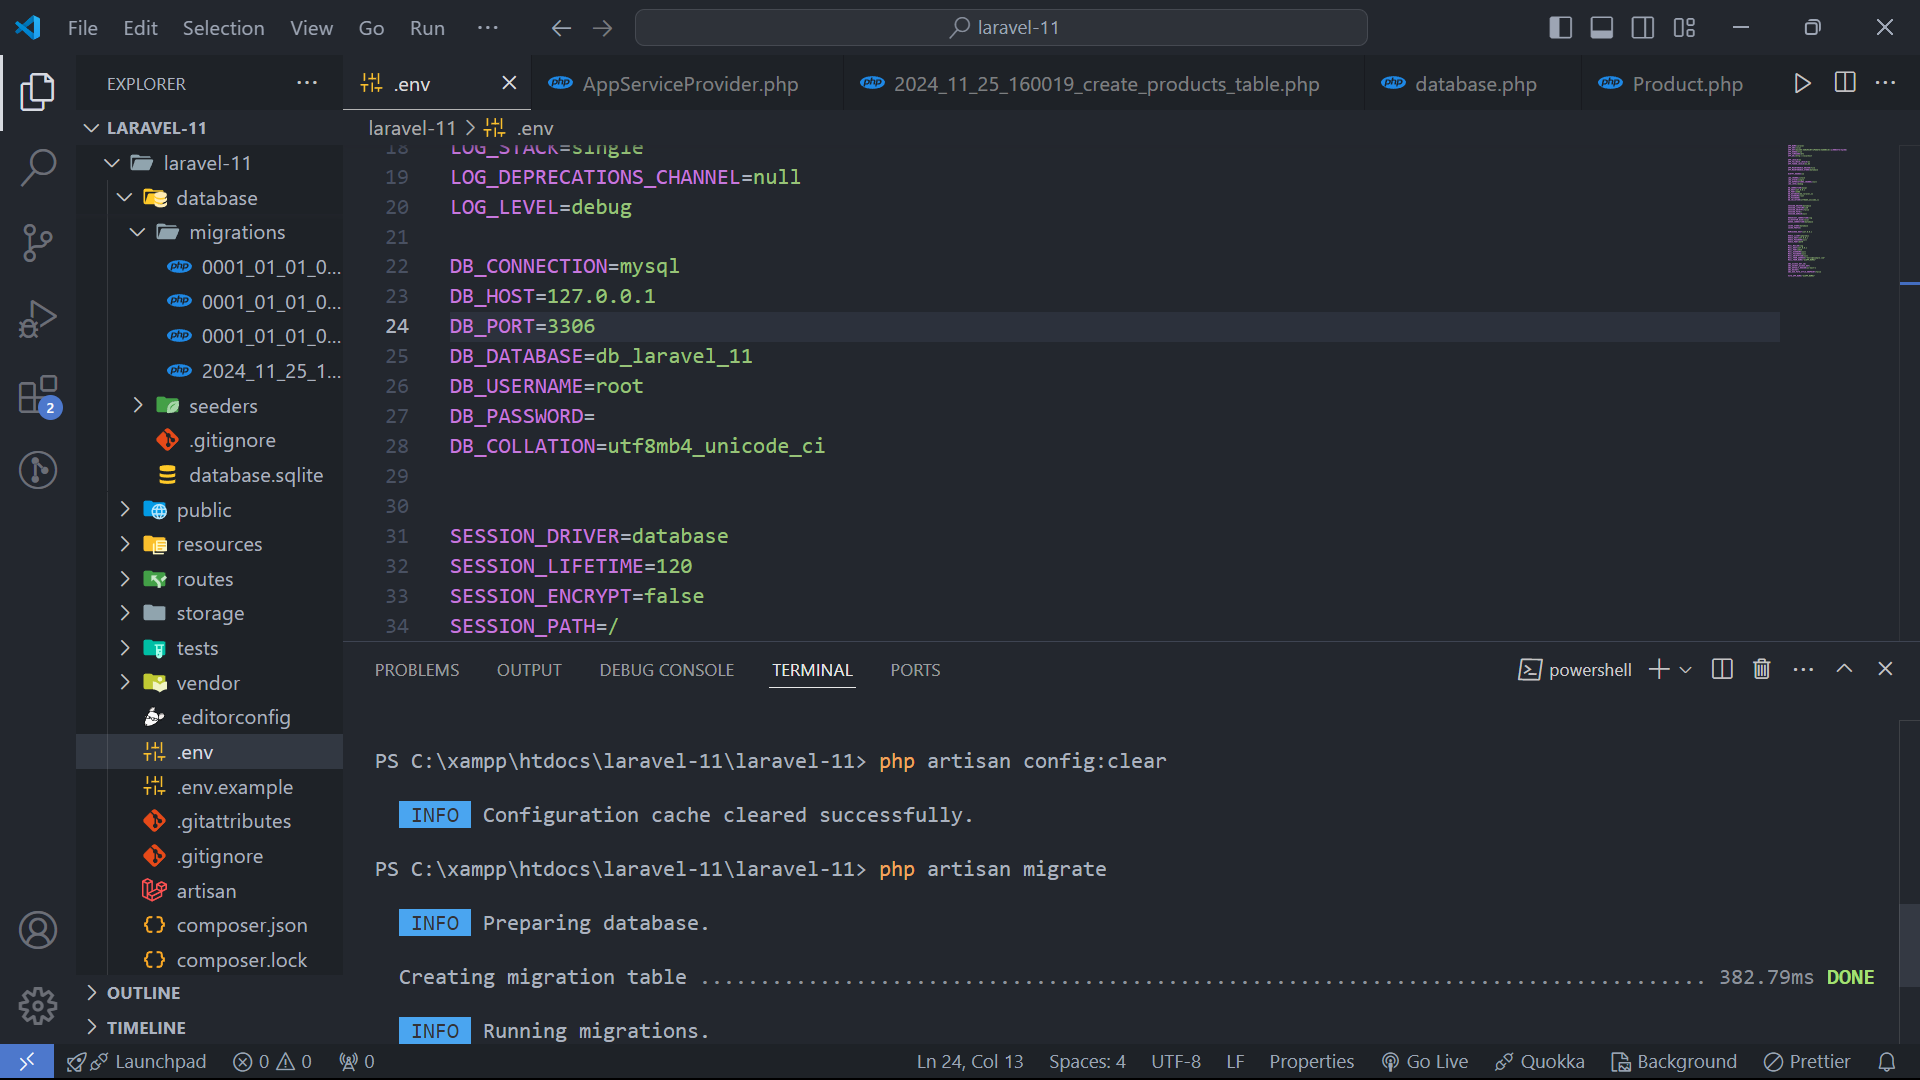 File Edit Selection View Go Run ···
laravel-11
EXPLORER
.env
AppServiceProvider.php
2024_11_25_160019_create_products_table.php
database.php
Product.php
LARAVEL-11
laravel-11
database
migrations
0001_01_01_0...
0001_01_01_0...
0001_01_01_0...
2024_11_25_1...
seeders
.gitignore
database.sqlite
public
resources
routes
storage
tests
vendor
.editorconfig
.env
.env.example
.gitattributes
.gitignore
artisan
composer.json
composer.lock
OUTLINE
TIMELINE
2
laravel-11 > .env
18 LOG_STACK=single
19 LOG_DEPRECATIONS_CHANNEL=null
20 LOG_LEVEL=debug
21
22 DB_CONNECTION=mysql
23 DB_HOST=127.0.0.1
24 DB_PORT=3306
25 DB_DATABASE=db_laravel_11
26 DB_USERNAME=root
27 DB_PASSWORD=
28 DB_COLLATION=utf8mb4_unicode_ci
29
30
31 SESSION_DRIVER=database
32 SESSION_LIFETIME=120
33 SESSION_ENCRYPT=false
34 SESSION_PATH=/
PROBLEMS OUTPUT DEBUG CONSOLE TERMINAL PORTS
powershell
PS C:\xampp\htdocs\laravel-11\laravel-11> php artisan config:clear
INFO Configuration cache cleared successfully.
PS C:\xampp\htdocs\laravel-11\laravel-11> php artisan migrate
INFO Preparing database.
Creating migration table .................................................................................... 382.79ms DONE
INFO Running migrations.
Launchpad 0 0 0
Ln 24, Col 13 Spaces: 4 UTF-8 LF Properties Go Live Quokka Background Prettier